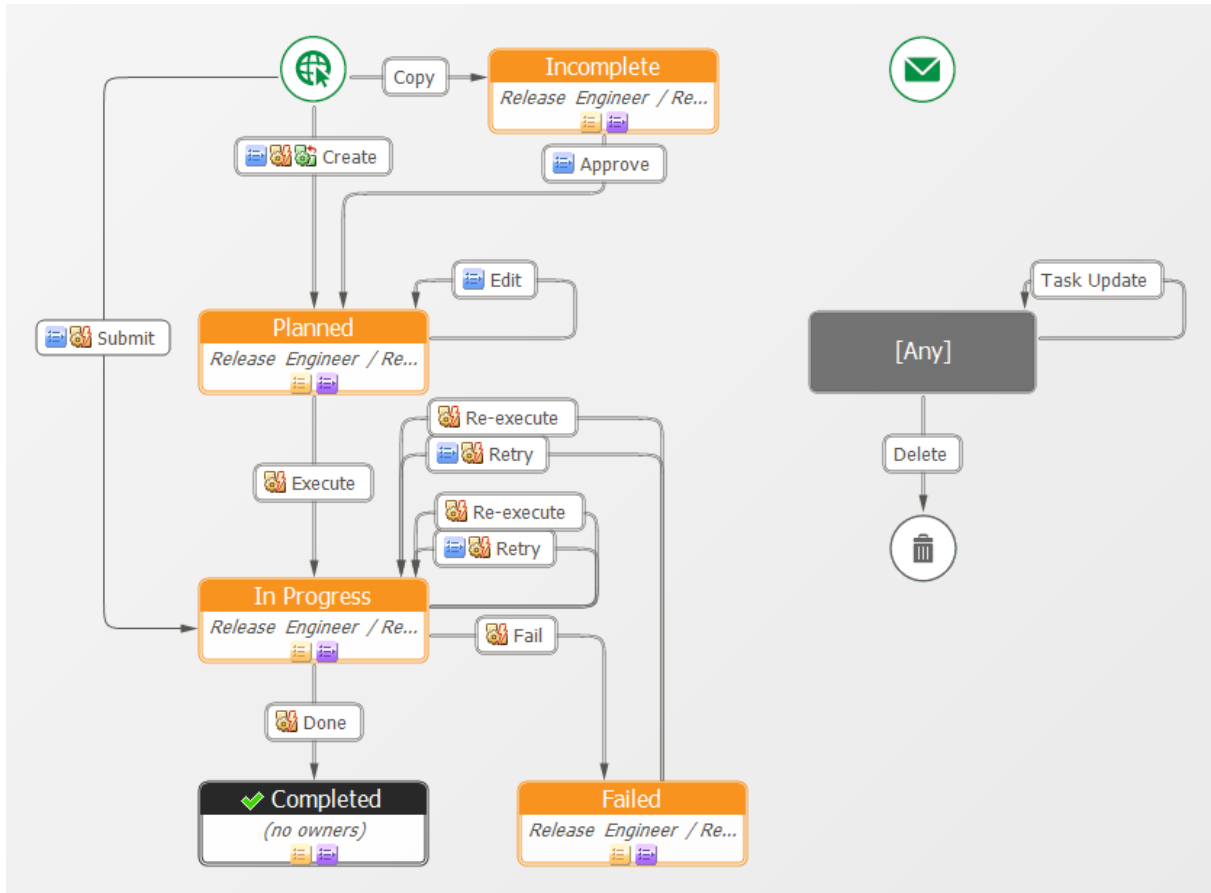 Copy
Incomplete
Release Engineer / Re...
Create
Approve
Edit
Task Update
Planned
Release Engineer / Re...
Submit
[Any]
Re-execute
Retry
Delete
Execute
Re-execute
Retry
In Progress
Release Engineer / Re...
Fail
Done
Completed
(no owners)
Failed
Release Engineer / Re...